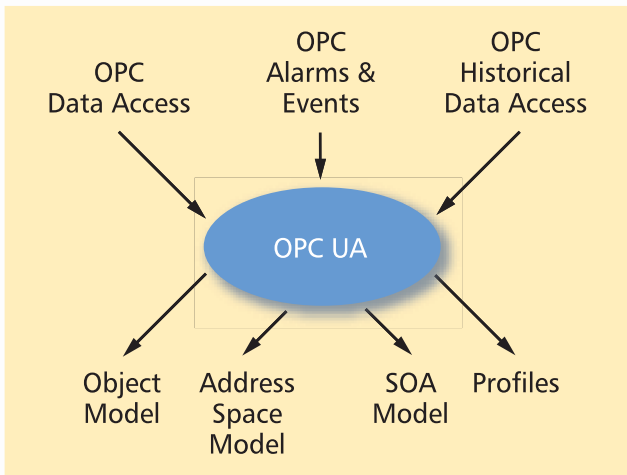 OPC
Data Access
OPC
Alarms &
Events
OPC
Historical
Data Access
OPC UA
Object
Model
Address
Space
Model
SOA
Model
Profiles